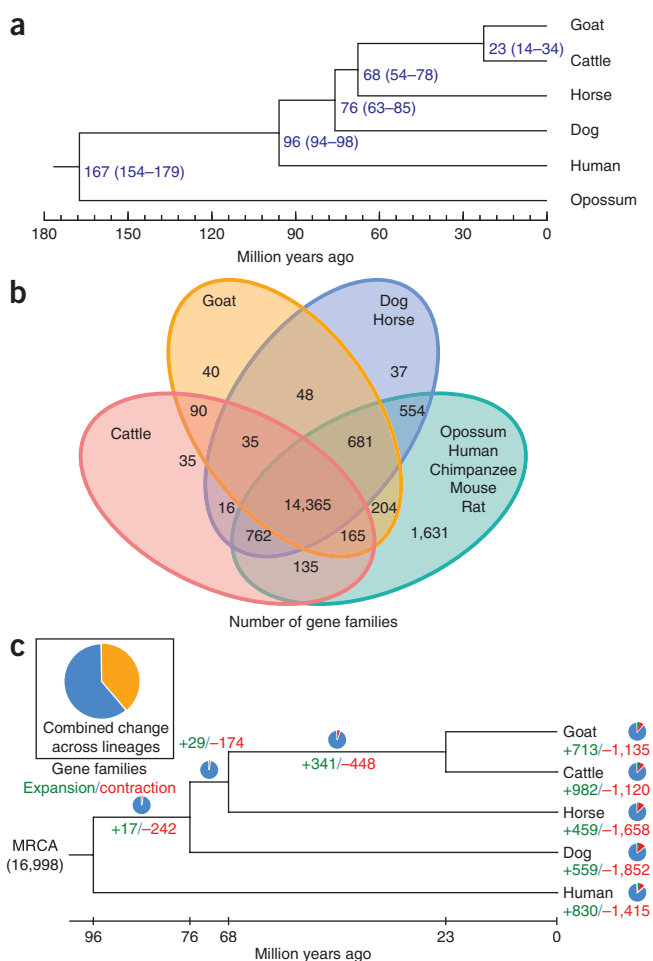 a
Goat
23 (14–34)
Cattle
68 (54–78)
Horse
76 (63–85)
Dog
96 (94–98)
Human
167 (154–179)
Opossum
180 150 120 90 60 30 0
Million years ago
b
Goat
Dog
Horse
40
37
48
90
554
Cattle
35
681
Opossum
Human
Chimpanzee
Mouse
Rat
35
16
14,365
204
762
165
1,631
135
Number of gene families
c
Combined change
across lineages
Gene families
Expansion/contraction
+29/–174
+341/–448
+17/–242
MRCA
(16,998)
Goat
+713/–1,135
Cattle
+982/–1,120
Horse
+459/–1,658
Dog
+559/–1,852
Human
+830/–1,415
96 76 68 23 0
Million years ago